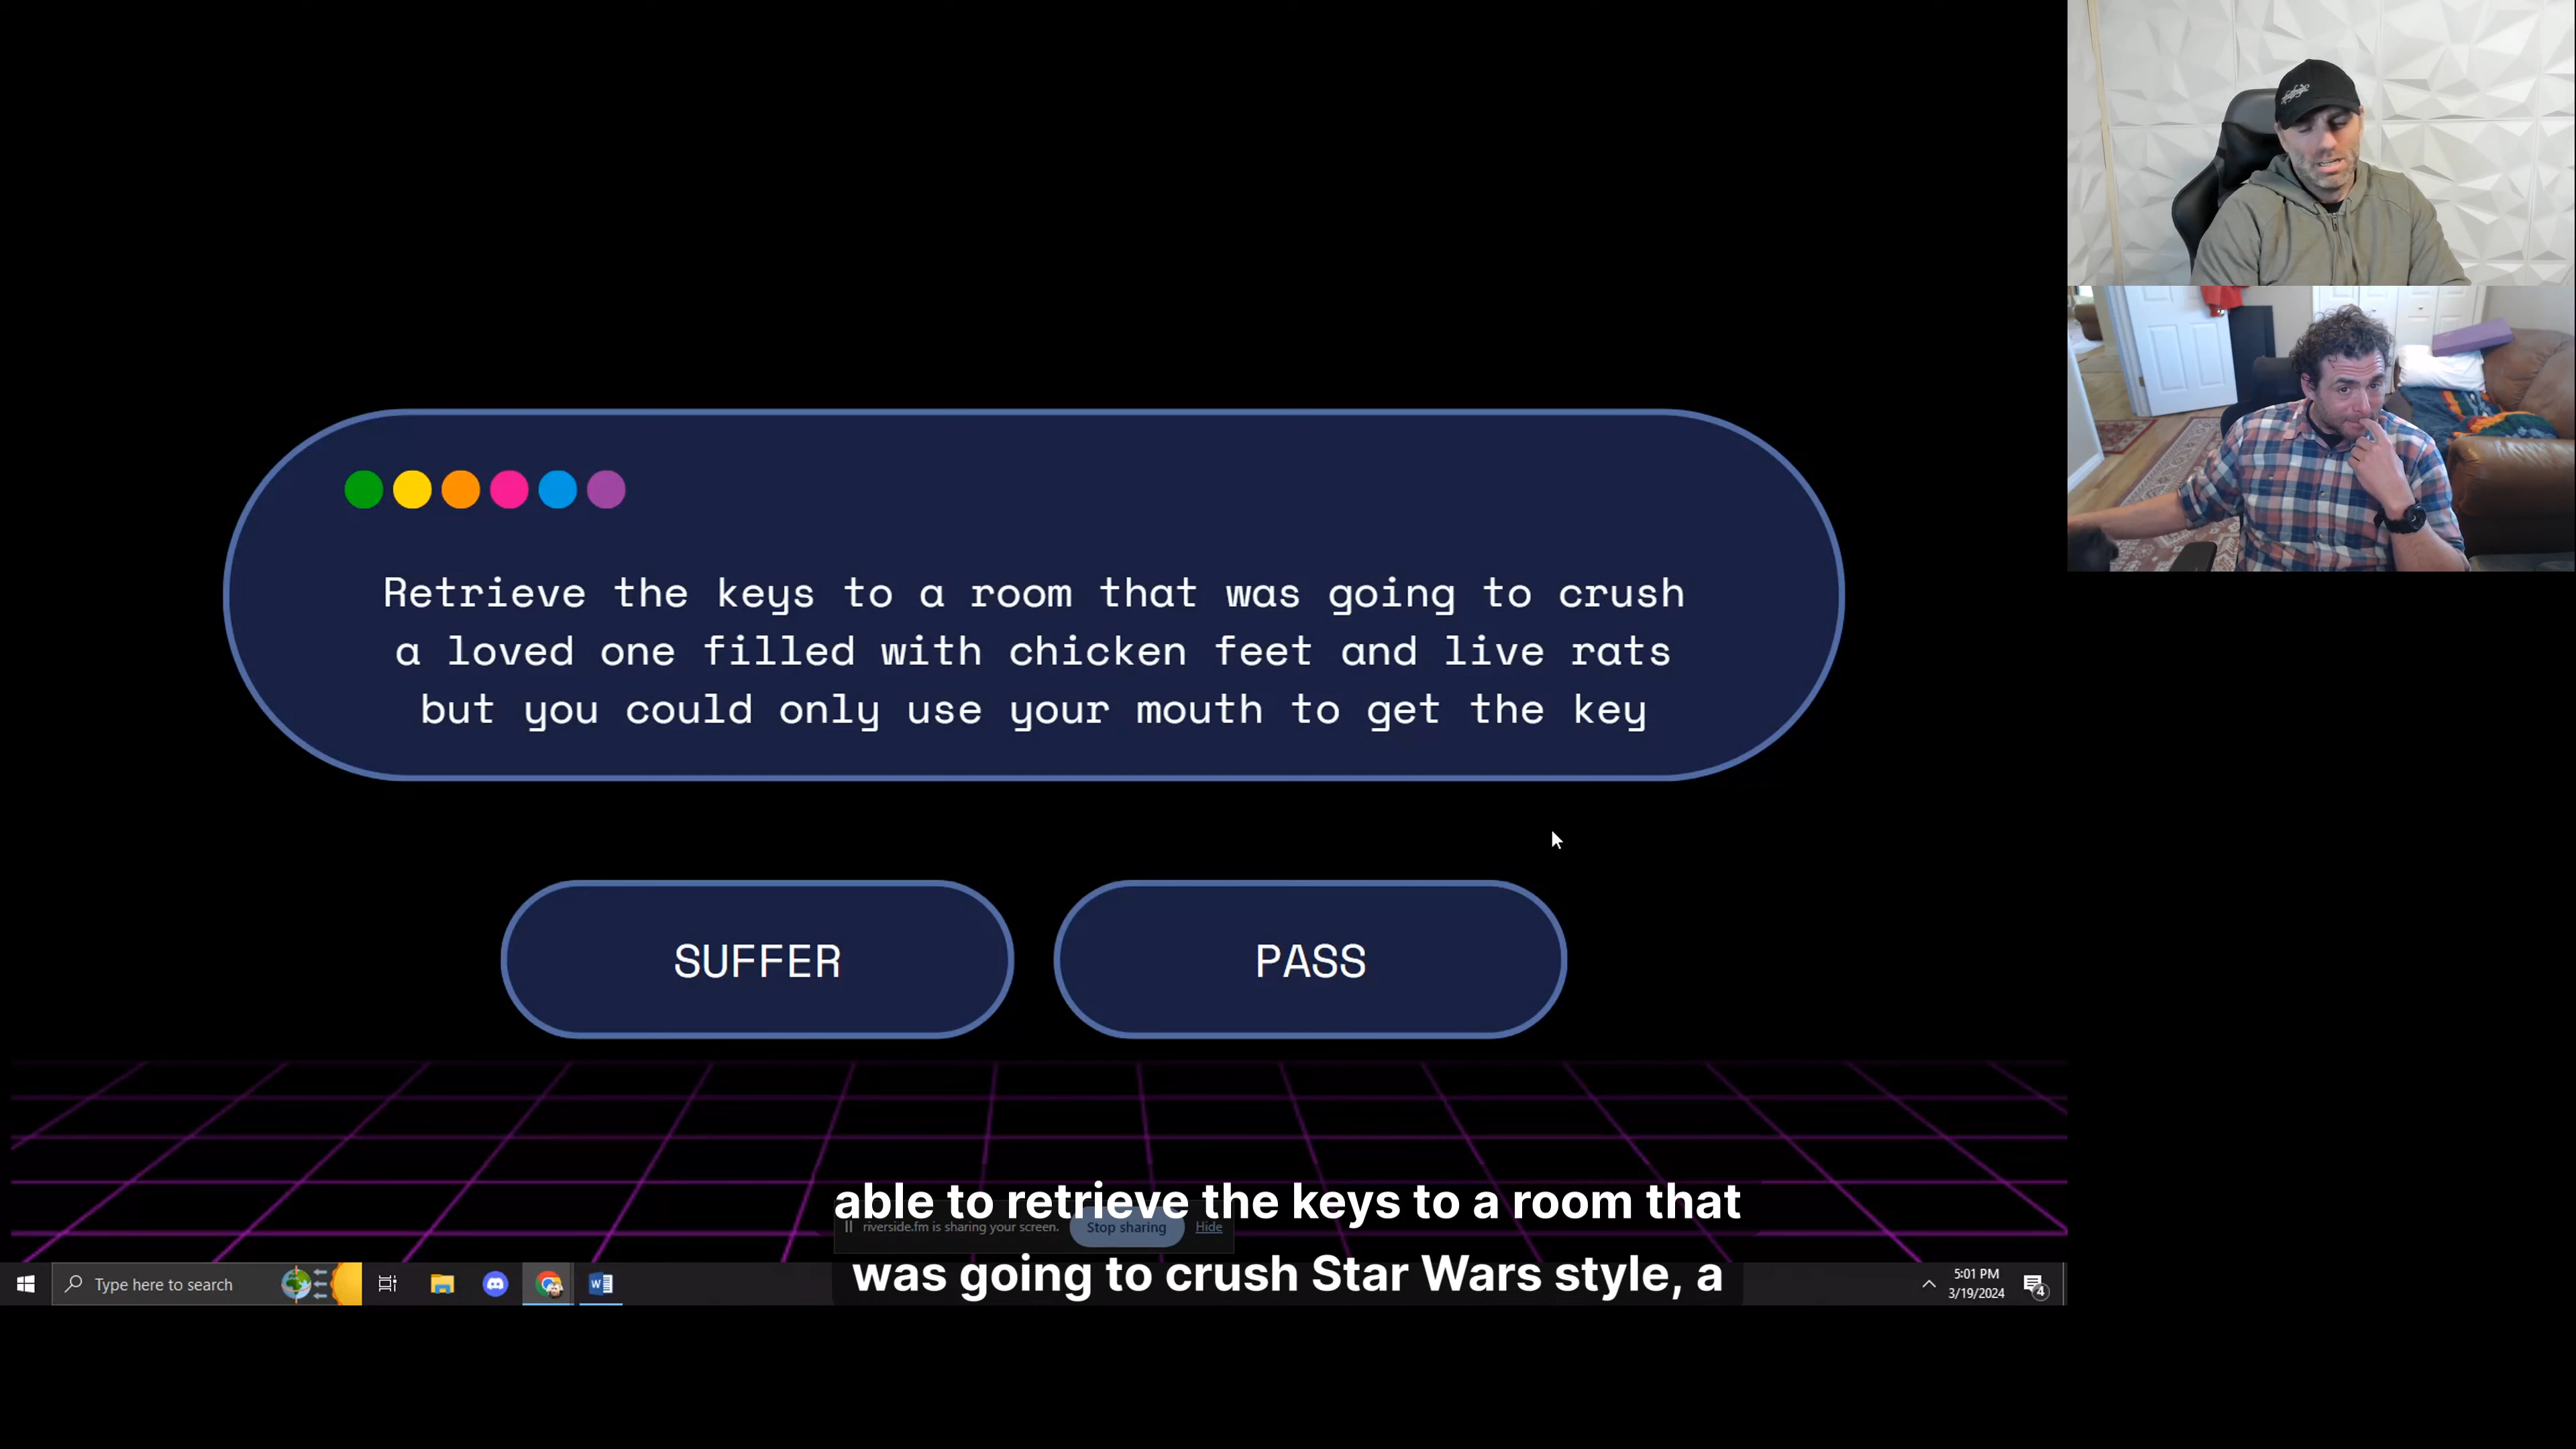 Retrieve the keys to a room that was going to crush
a loved one filled with chicken feet and live rats
but you could only use your mouth to get the key
SUFFER
PASS
able to retrieve the keys to a room that
riverside.fm is sharing your screen.
Stop sharing
Hide
was going to crush Star Wars style, a
Type here to search
5:01 PM
3/19/2024
4